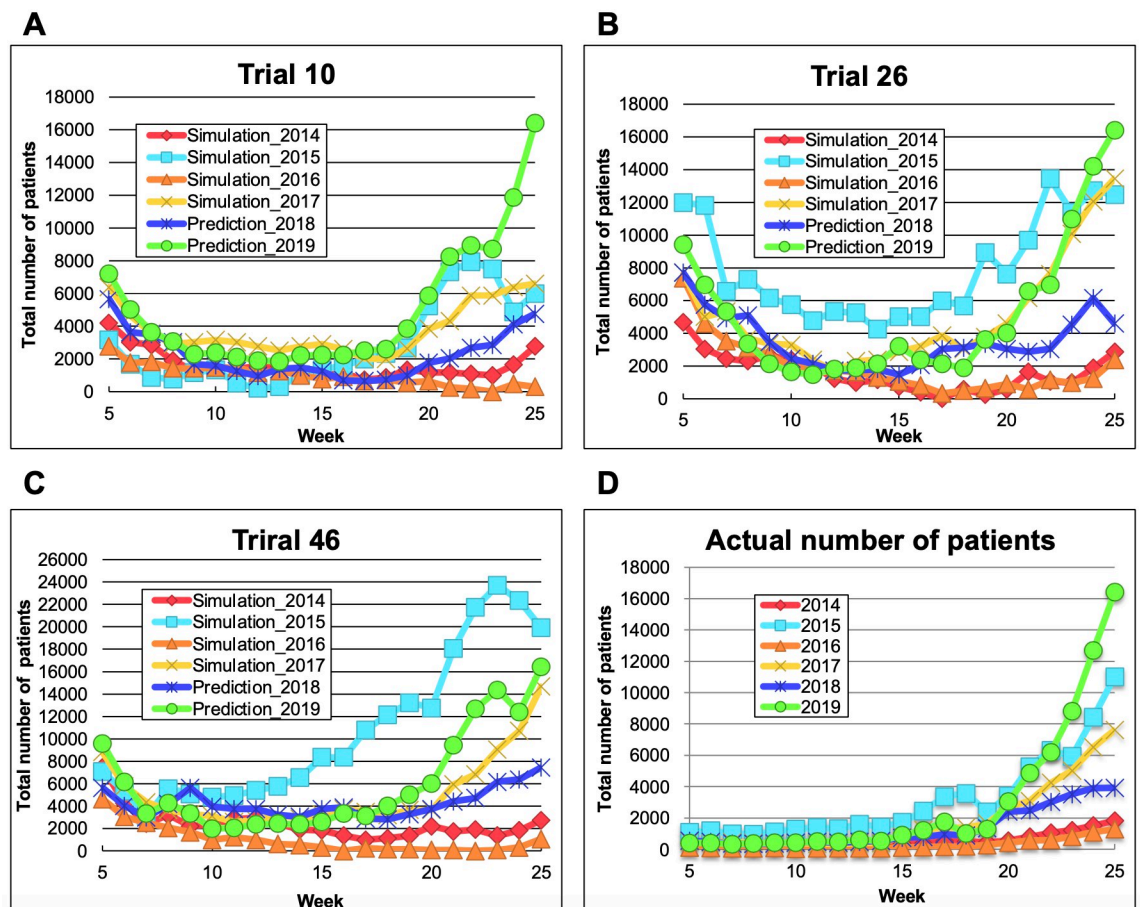 A
Trial 10
Total number of patients
18000
16000
14000
12000
10000
8000
6000
4000
2000
0
Simulation_2014
Simulation_2015
Simulation_2016
Simulation_2017
Prediction_2018
Prediction_2019
5 10 15 20 25
Week
B
Trial 26
Total number of patients
18000
16000
14000
12000
10000
8000
6000
4000
2000
0
Simulation_2014
Simulation_2015
Simulation_2016
Simulation_2017
Prediction_2018
Prediction_2019
5 10 15 20 25
Week
C
Triral 46
Total number of patients
26000
24000
22000
20000
18000
16000
14000
12000
10000
8000
6000
4000
2000
0
Simulation_2014
Simulation_2015
Simulation_2016
Simulation_2017
Prediction_2018
Prediction_2019
5 10 15 20 25
Week
D
Actual number of patients
Total number of patients
18000
16000
14000
12000
10000
8000
6000
4000
2000
0
2014
2015
2016
2017
2018
2019
5 10 15 20 25
Week